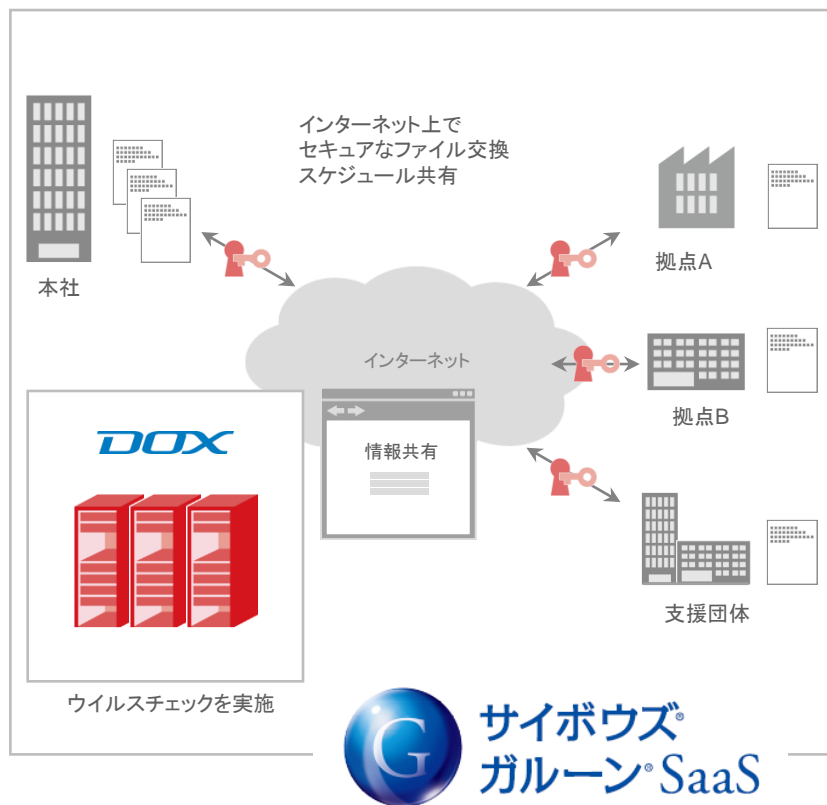 インターネット上で
セキュアなファイル交換
スケジュール共有
本社
拠点A
インターネット
拠点B
情報共有
DOX
支援団体
ウイルスチェックを実施
G
サイボウズ®
ガルーン® SaaS